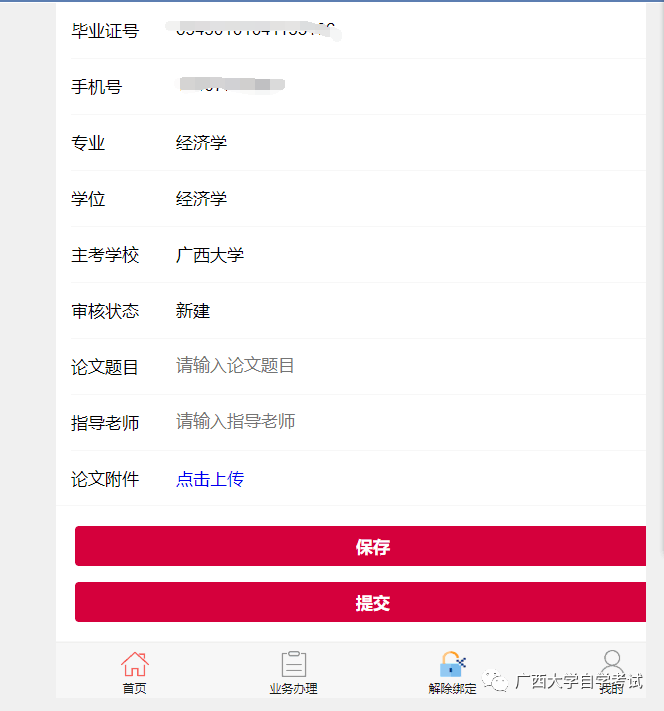 毕业证号
手机号
专业 经济学
学位 经济学
主考学校 广西大学
审核状态 新建
论文题目 请输入论文题目
指导老师 请输入指导老师
论文附件 点击上传
保存
提交
首页 业务办理 解除绑定 我的
广西大学自学考试